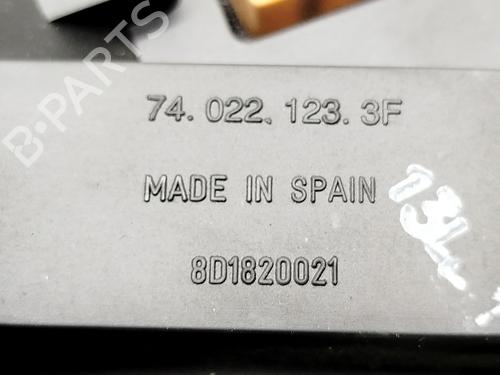 B-PARTS
74.022.123.3F
MADE IN SPAIN
8D1820021